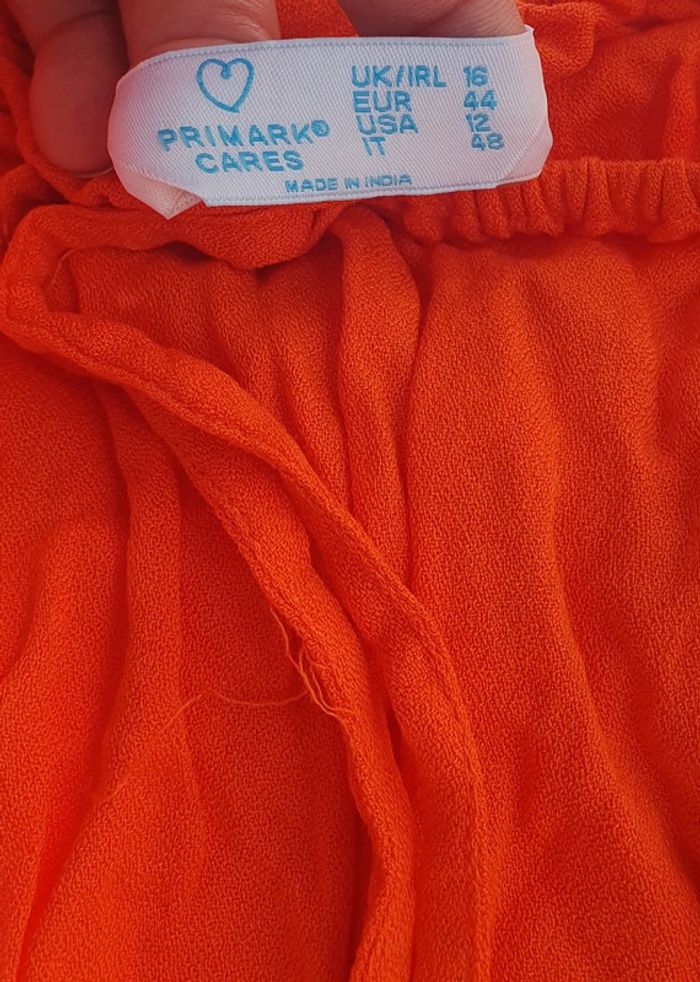 PRIMARK®
CARES
UK/IRL 16
EUR 44
USA 12
IT 48
MADE IN INDIA